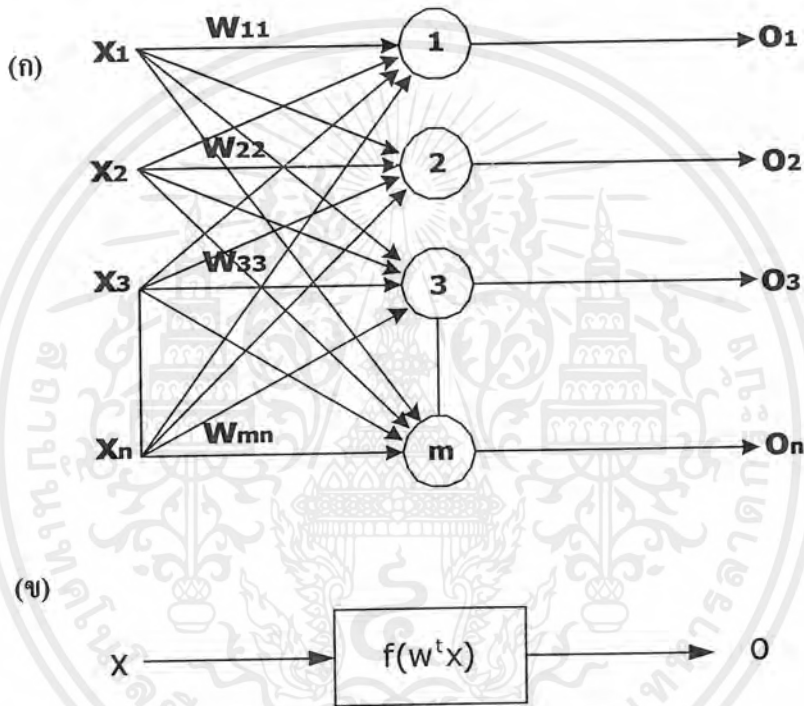 (ก)
X1 W11 1 O1
X2 W22 2 O2
X3 W33 3 O3
Xn Wmn m On
(ข)
X f(wᵗx) O